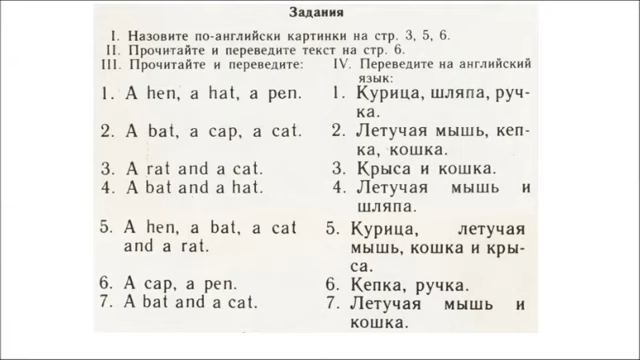 Задания
I. Назовите по-английски картинки на стр. 3, 5, 6.
II. Прочитайте и переведите текст на стр. 6.
III. Прочитайте и переведите:
1. A hen, a hat, a pen.
2. A bat, a cap, a cat.
3. A rat and a cat.
4. A bat and a hat.
5. A hen, a bat, a cat
and a rat.
6. A cap, a pen.
7. A bat and a cat.
IV. Переведите на английский
язык:
1. Курица, шляпа, руч-
ка.
2. Летучая мышь, кеп-
ка, кошка.
3. Крыса и кошка.
4. Летучая мышь и
шляпа.
5. Курица, летучая
мышь, кошка и кры-
са.
6. Кепка, ручка.
7. Летучая мышь и
кошка.